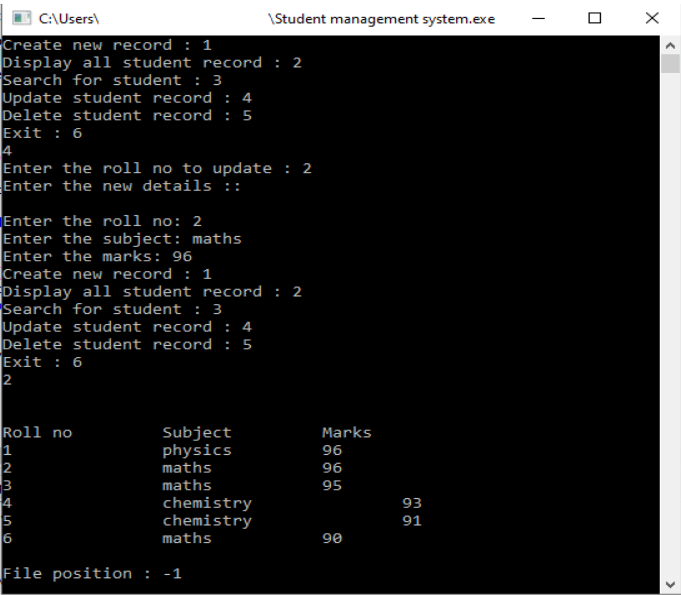 C:\Users\ \Student management system.exe
Create new record : 1
Display all student record : 2
Search for student : 3
Update student record : 4
Delete student record : 5
Exit : 6
4
Enter the roll no to update : 2
Enter the new details ::
Enter the roll no: 2
Enter the subject: maths
Enter the marks: 96
Create new record : 1
Display all student record : 2
Search for student : 3
Update student record : 4
Delete student record : 5
Exit : 6
2
Roll no Subject Marks
1 physics 96
2 maths 96
3 maths 95
4 chemistry 93
5 chemistry 91
6 maths 90
File position : -1